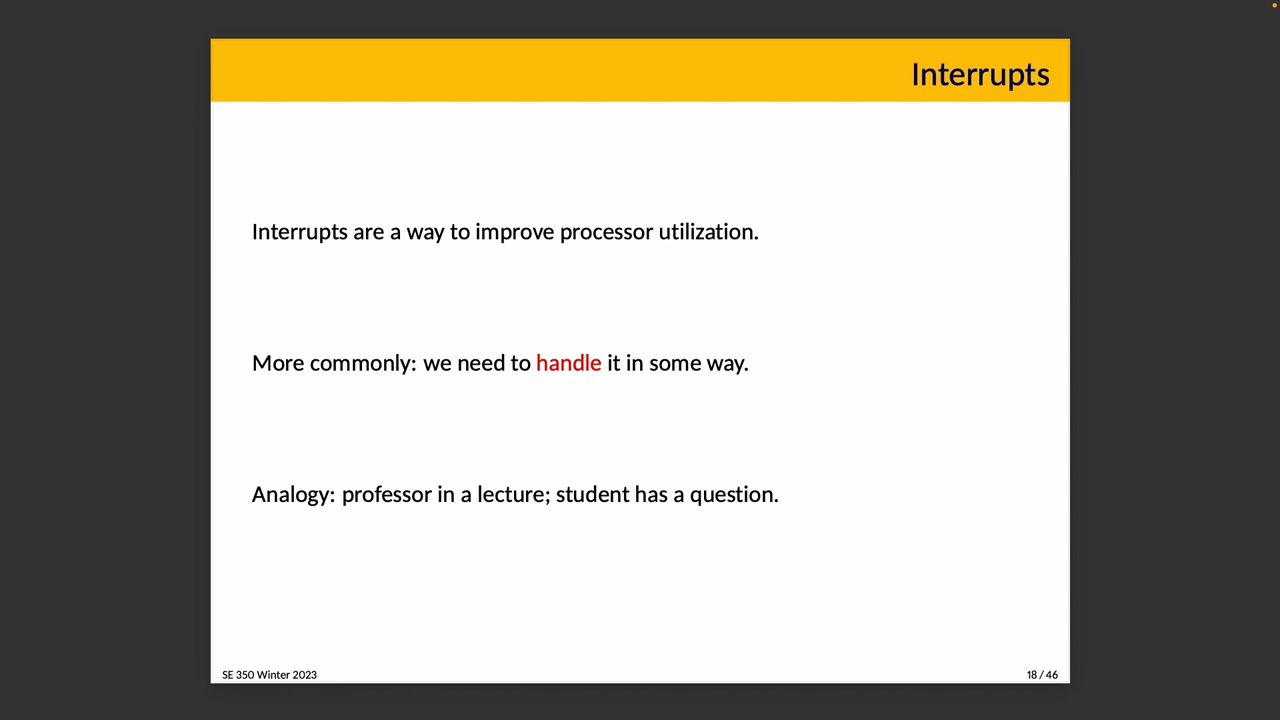 Interrupts
Interrupts are a way to improve processor utilization.
More commonly: we need to handle it in some way.
Analogy: professor in a lecture; student has a question.
SE 350 Winter 2023
18 / 46